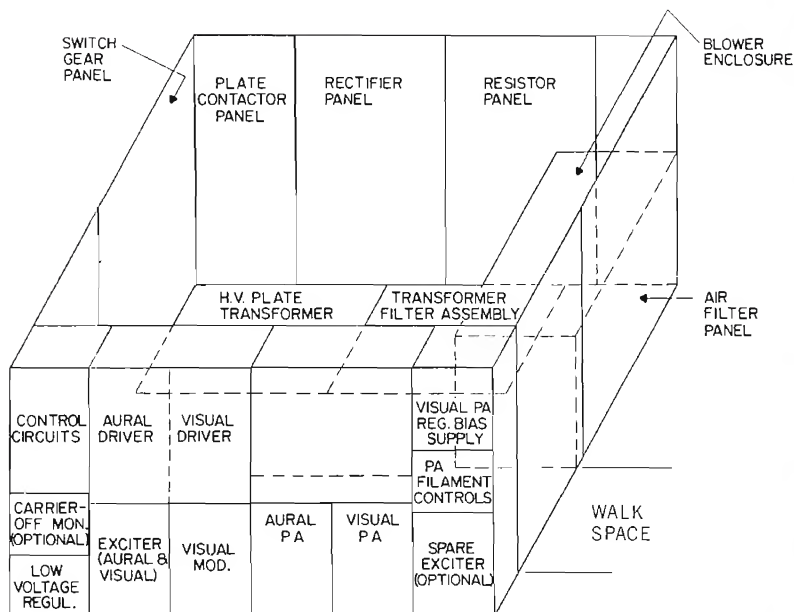 SWITCH
GEAR
PANEL
PLATE
CONTACTOR
PANEL
RECTIFIER
PANEL
RESISTOR
PANEL
BLOWER
ENCLOSURE
H.V. PLATE
TRANSFORMER
TRANSFORMER
FILTER ASSEMBLY
AIR
FILTER
PANEL
CONTROL
CIRCUITS
AURAL
DRIVER
VISUAL
DRIVER
VISUAL PA
REG. BIAS
SUPPLY
PA
FILAMENT
CONTROLS
CARRIER-
OFF MON.
(OPTIONAL)
LOW
VOLTAGE
REGUL.
EXCITER
(AURAL &
VISUAL)
VISUAL
MOD.
AURAL
PA
VISUAL
PA
SPARE
EXCITER
(OPTIONAL)
WALK
SPACE